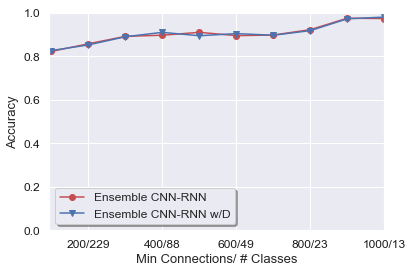 1.0
0.8
0.6
0.4
0.2
0.0
Accuracy
Ensemble CNN-RNN
Ensemble CNN-RNN w/D
200/229 400/88 600/49 800/23 1000/13
Min Connections/ # Classes